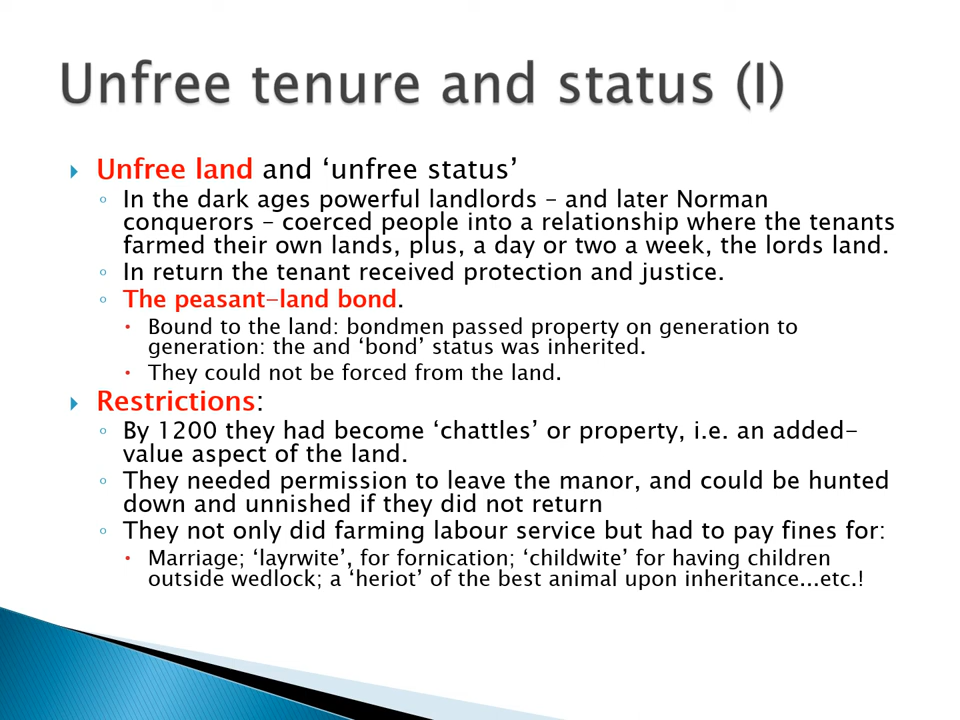 Unfree tenure and status (I)
Unfree land and ‘unfree status’
In the dark ages powerful landlords – and later Norman
conquerors – coerced people into a relationship where the tenants
farmed their own lands, plus, a day or two a week, the lords land.
In return the tenant received protection and justice.
The peasant-land bond.
Bound to the land: bondmen passed property on generation to
generation: the and ‘bond’ status was inherited.
They could not be forced from the land.
Restrictions:
By 1200 they had become ‘chattles’ or property, i.e. an added-
value aspect of the land.
They needed permission to leave the manor, and could be hunted
down and unnished if they did not return
They not only did farming labour service but had to pay fines for:
Marriage; ‘layrwite’, for fornication; ‘childwite’ for having children
outside wedlock; a ‘heriot’ of the best animal upon inheritance...etc.!